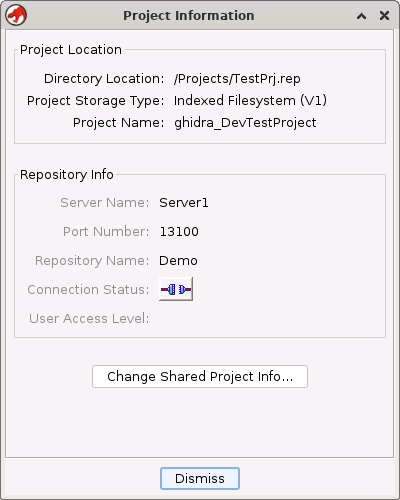 Project Information
Project Location
Directory Location: /Projects/TestPrj.rep
Project Storage Type: Indexed Filesystem (V1)
Project Name: ghidra_DevTestProject
Repository Info
Server Name: Server1
Port Number: 13100
Repository Name: Demo
Connection Status:
User Access Level:
Change Shared Project Info...
Dismiss